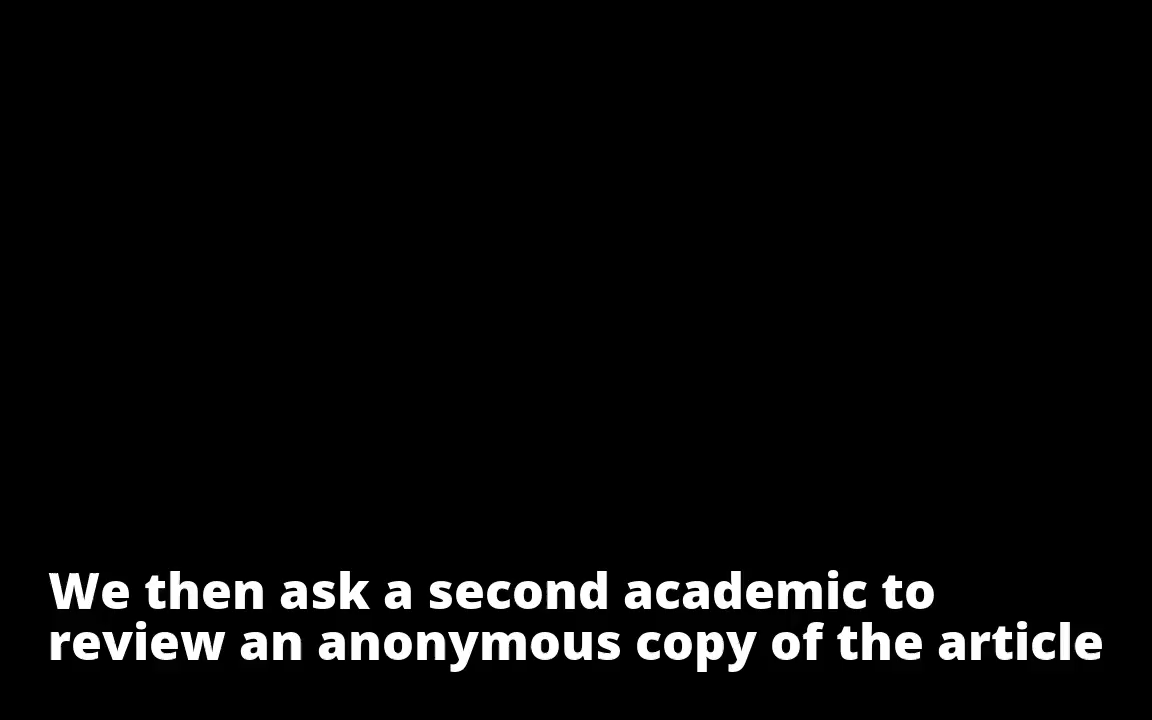 We then ask a second academic to
review an anonymous copy of the article